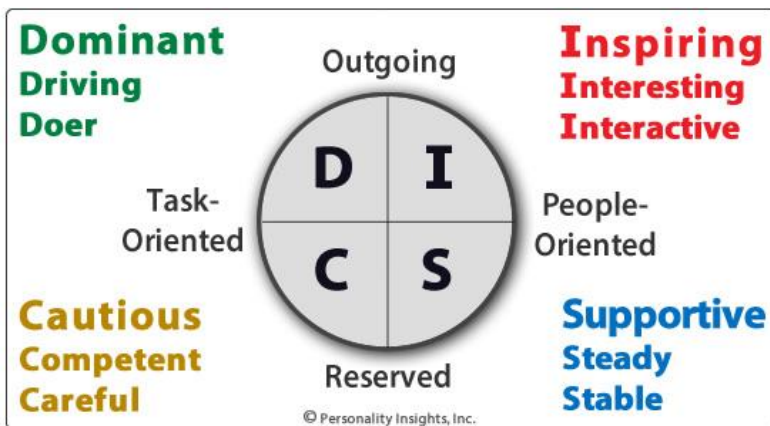 Dominant
Driving
Doer
Outgoing
Inspiring
Interesting
Interactive
Task-
Oriented
D
I
C
S
People-
Oriented
Cautious
Competent
Careful
Reserved
Supportive
Steady
Stable
© Personality Insights, Inc.